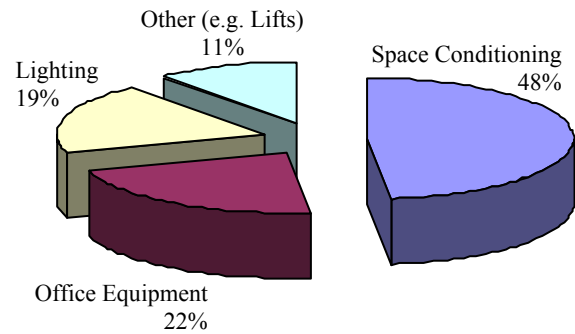 Other (e.g. Lifts)
11%
Space Conditioning
48%
Lighting
19%
Office Equipment
22%